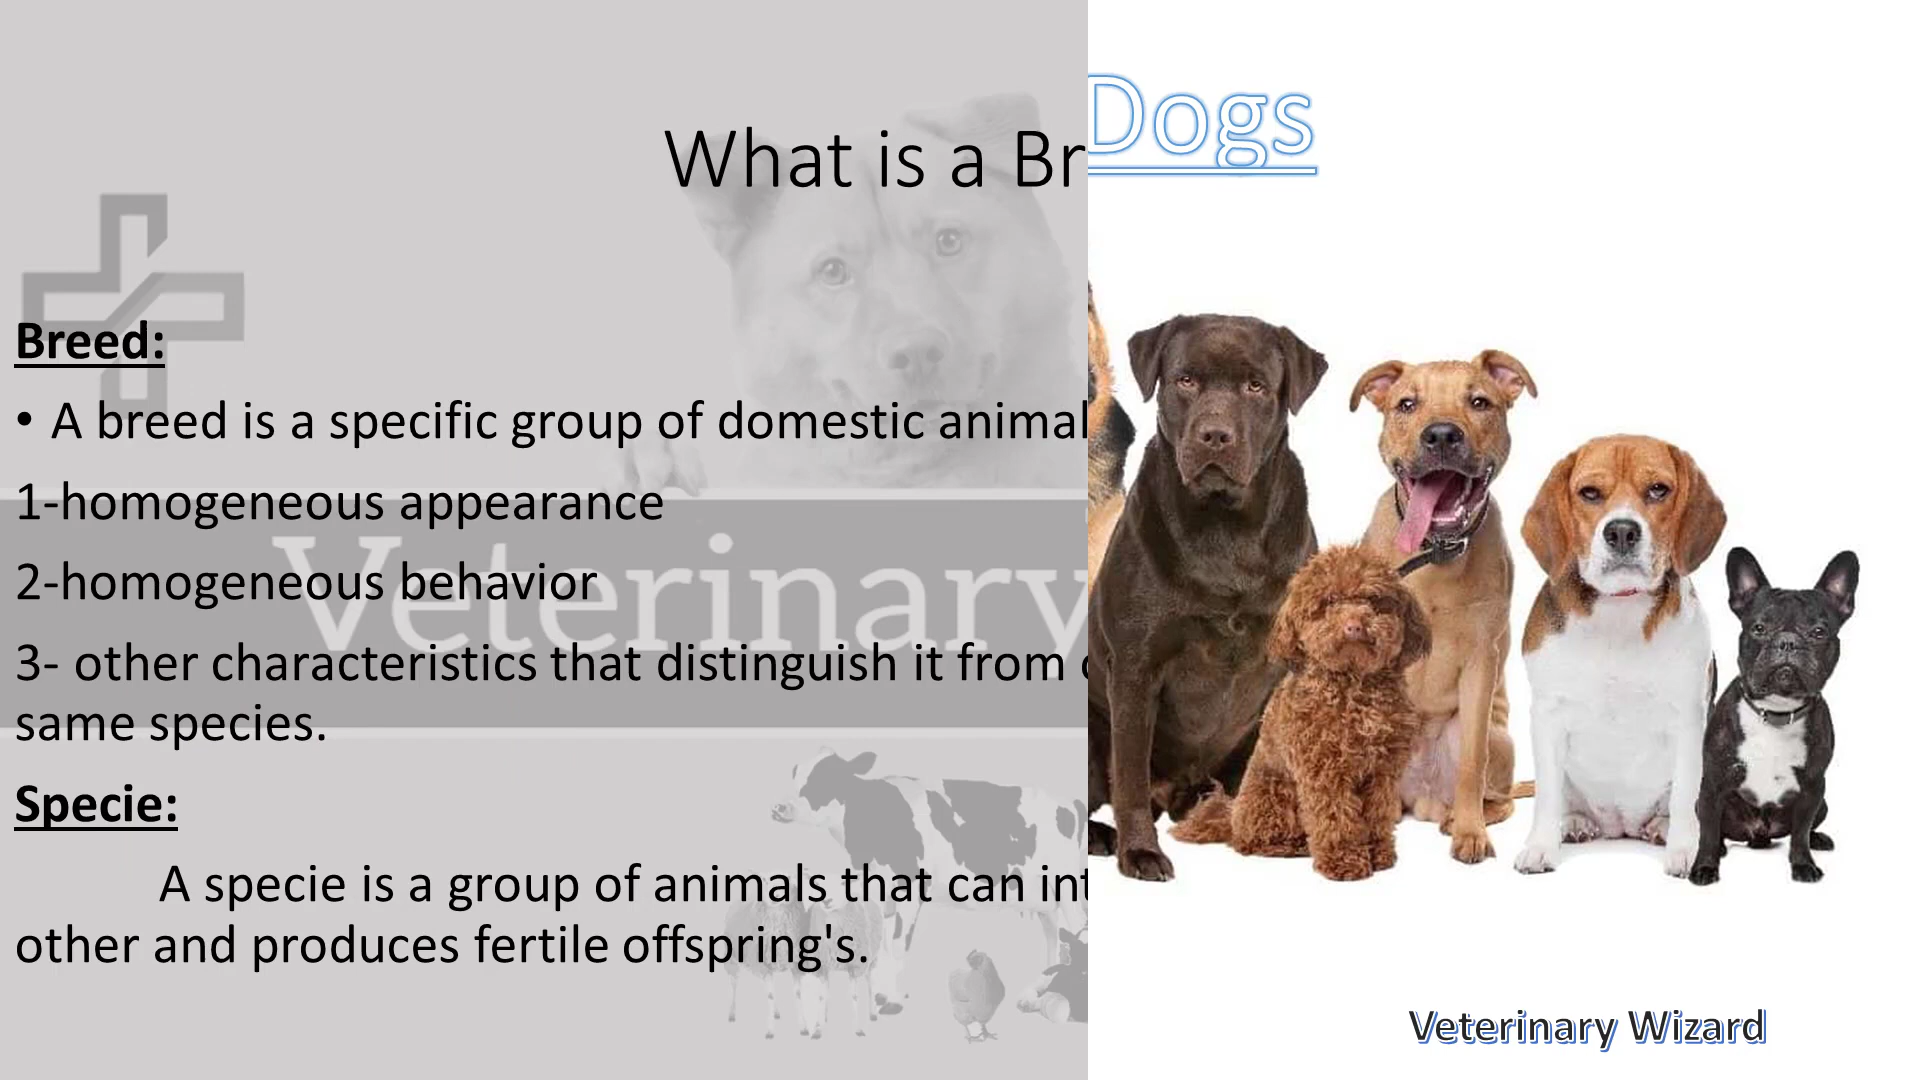 What is a Br
Dogs
Breed:
• A breed is a specific group of domestic animal
1-homogeneous appearance
2-homogeneous behavior
3- other characteristics that distinguish it from
same species.
Specie:
A specie is a group of animals that can int
other and produces fertile offspring's.
Veterinary
Veterinary Wizard